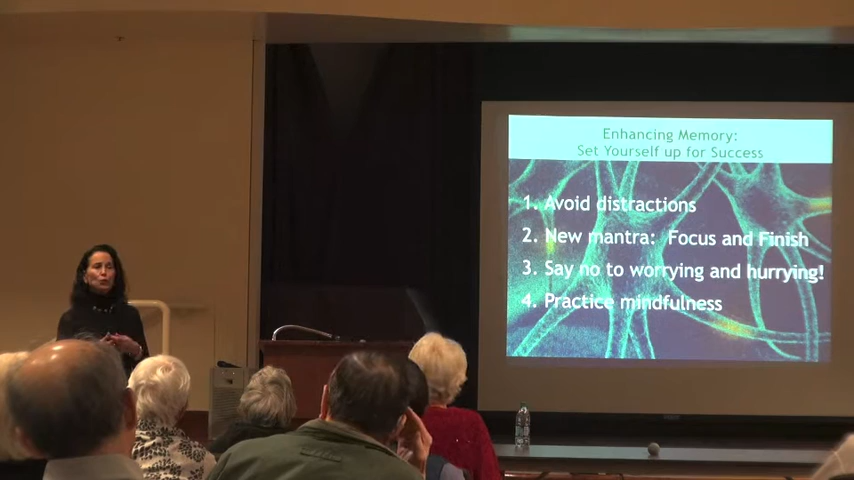 Enhancing Memory:
Set Yourself up for Success
1. Avoid distractions
2. New mantra: Focus and Finish
3. Say no to worrying and hurrying!
4. Practice mindfulness